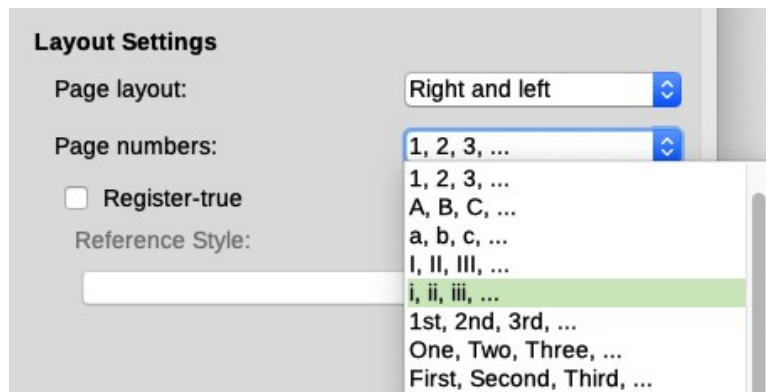 Layout Settings
Page layout: Right and left
Page numbers: 1, 2, 3, ...
1, 2, 3, ...
Register-true
A, B, C, ...
Reference Style:
a, b, c, ...
I, II, III, ...
i, ii, iii, ...
1st, 2nd, 3rd, ...
One, Two, Three, ...
First, Second, Third, ...